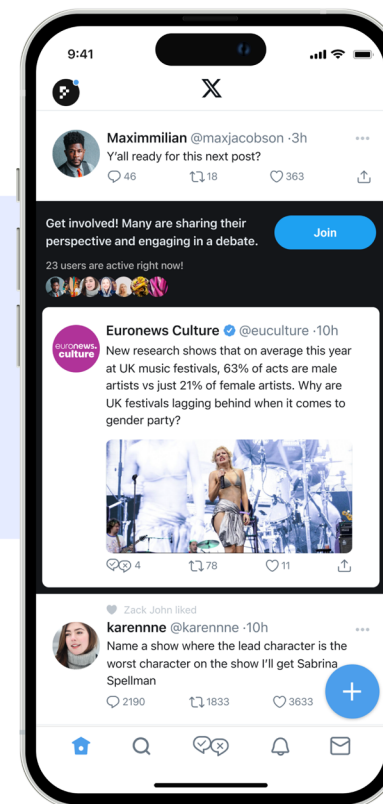 9:41
X
Maximmilian @maxjacobson ·3h
Y'all ready for this next post?
46 18 363
Get involved! Many are sharing their
perspective and engaging in a debate.
Join
23 users are active right now!
euronews.
culture
Euronews Culture @euculture ·10h
New research shows that on average this year
at UK music festivals, 63% of acts are male
artists vs just 21% of female artists. Why are
UK festivals lagging behind when it comes to
gender party?
4 78 11
Zack John liked
karennne @karennne ·10h
Name a show where the lead character is the
worst character on the show I'll get Sabrina
Spellman
2190 1833 3633